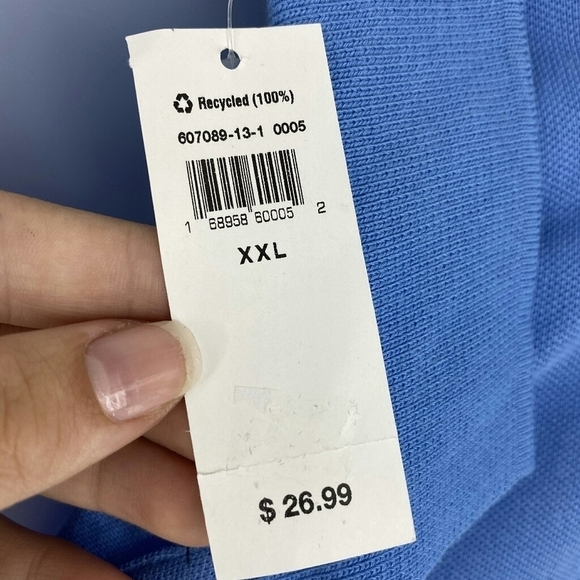 ♻ Recycled (100%)
607089-13-1 0005
1 68958 60005 2
XXL
$ 26.99